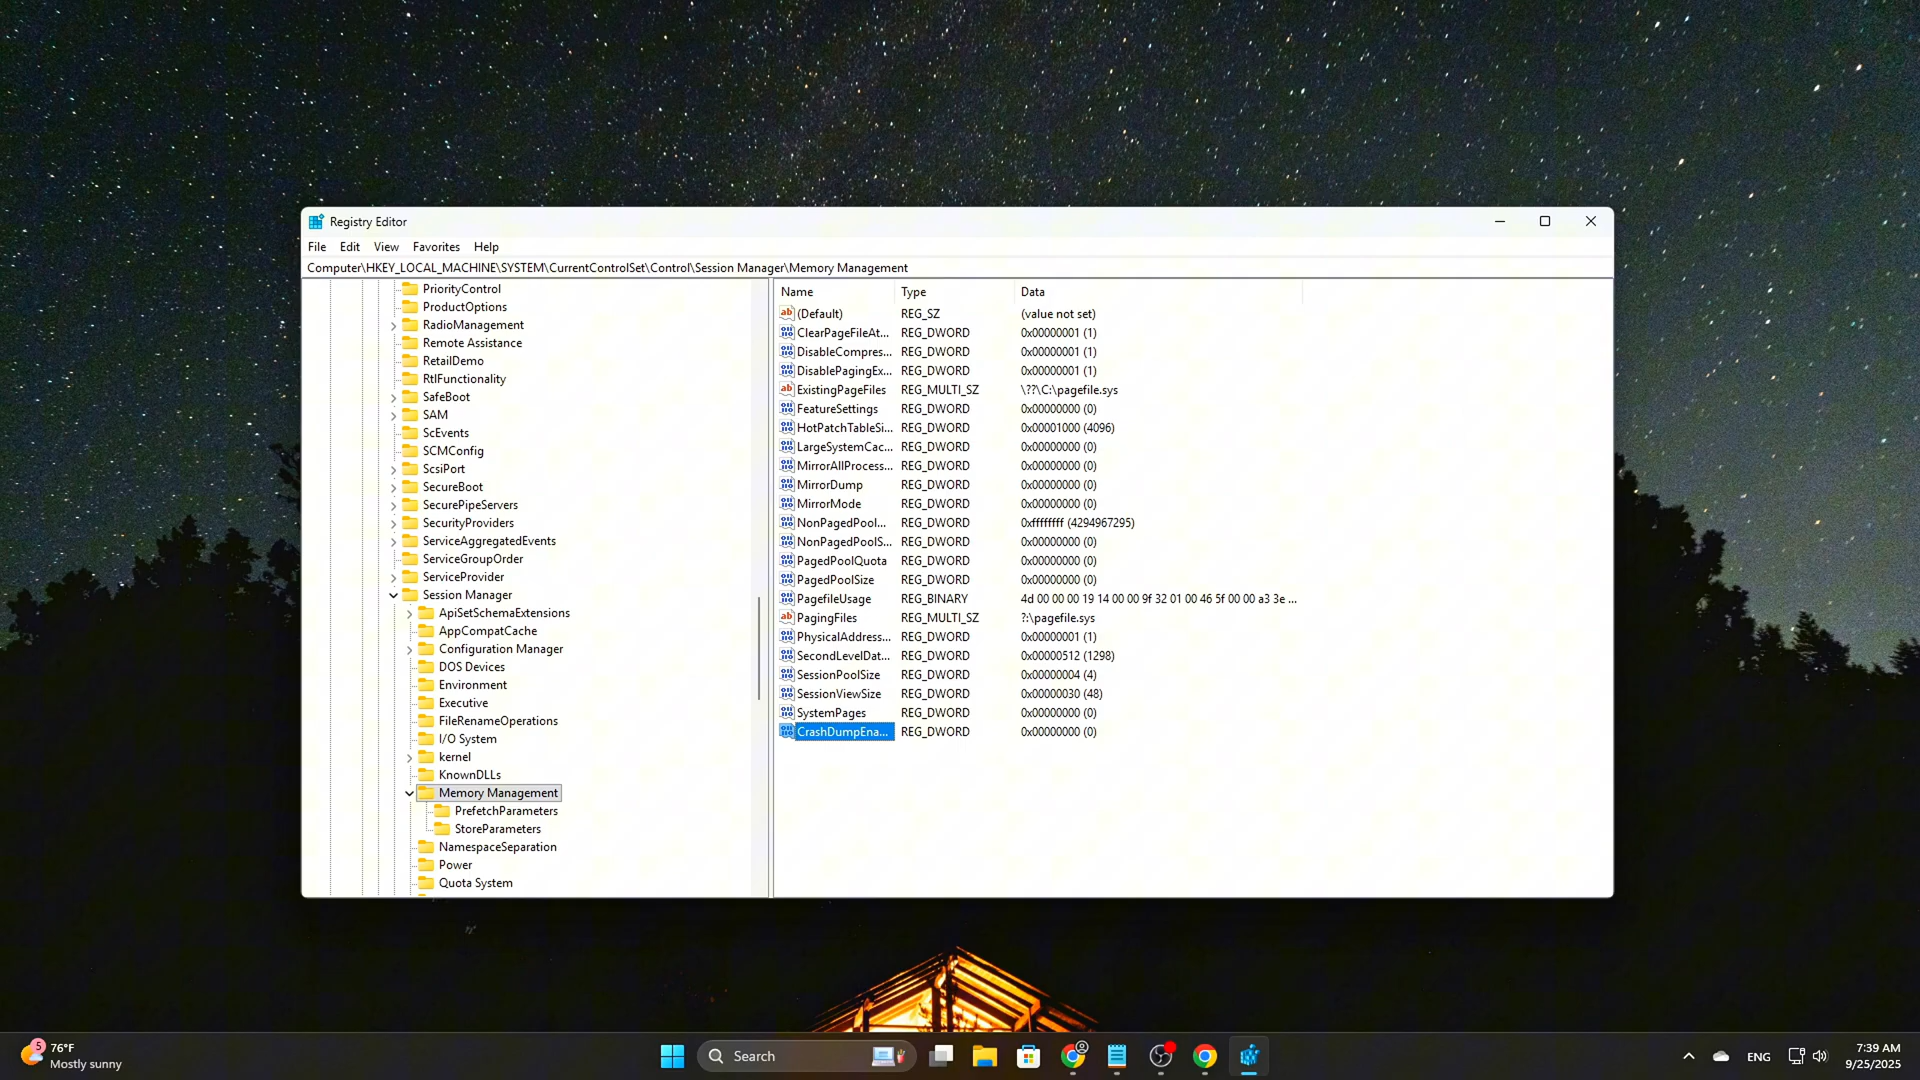 Registry Editor
File Edit View Favorites Help
Computer\HKEY_LOCAL_MACHINE\SYSTEM\CurrentControlSet\Control\Session Manager\Memory Management
PriorityControl
ProductOptions
RadioManagement
Remote Assistance
RetailDemo
RtlFunctionality
SafeBoot
SAM
ScEvents
SCMConfig
ScsiPort
SecureBoot
SecurePipeServers
SecurityProviders
ServiceAggregatedEvents
ServiceGroupOrder
ServiceProvider
Session Manager
ApiSetSchemaExtensions
AppCompatCache
Configuration Manager
DOS Devices
Environment
Executive
FileRenameOperations
I/O System
kernel
KnownDLLs
Memory Management
PrefetchParameters
StoreParameters
NamespaceSeparation
Power
Quota System
Name Type Data
(Default) REG_SZ (value not set)
ClearPageFileAt... REG_DWORD 0x00000001 (1)
DisableCompres... REG_DWORD 0x00000001 (1)
DisablePagingEx... REG_DWORD 0x00000001 (1)
ExistingPageFiles REG_MULTI_SZ \??\C:\pagefile.sys
FeatureSettings REG_DWORD 0x00000000 (0)
HotPatchTableSi... REG_DWORD 0x00001000 (4096)
LargeSystemCac... REG_DWORD 0x00000000 (0)
MirrorAllProcess... REG_DWORD 0x00000000 (0)
MirrorDump REG_DWORD 0x00000000 (0)
MirrorMode REG_DWORD 0x00000000 (0)
NonPagedPool... REG_DWORD 0xffffffff (4294967295)
NonPagedPoolS... REG_DWORD 0x00000000 (0)
PagedPoolQuota REG_DWORD 0x00000000 (0)
PagedPoolSize REG_DWORD 0x00000000 (0)
PagefileUsage REG_BINARY 4d 00 00 00 19 14 00 00 9f 32 01 00 46 5f 00 00 a3 3e ...
PagingFiles REG_MULTI_SZ ?:\pagefile.sys
PhysicalAddress... REG_DWORD 0x00000001 (1)
SecondLevelDat... REG_DWORD 0x00000512 (1298)
SessionPoolSize REG_DWORD 0x00000004 (4)
SessionViewSize REG_DWORD 0x00000030 (48)
SystemPages REG_DWORD 0x00000000 (0)
CrashDumpEna... REG_DWORD 0x00000000 (0)
5
76°F
Mostly sunny
Search
ENG
7:39 AM
9/25/2025